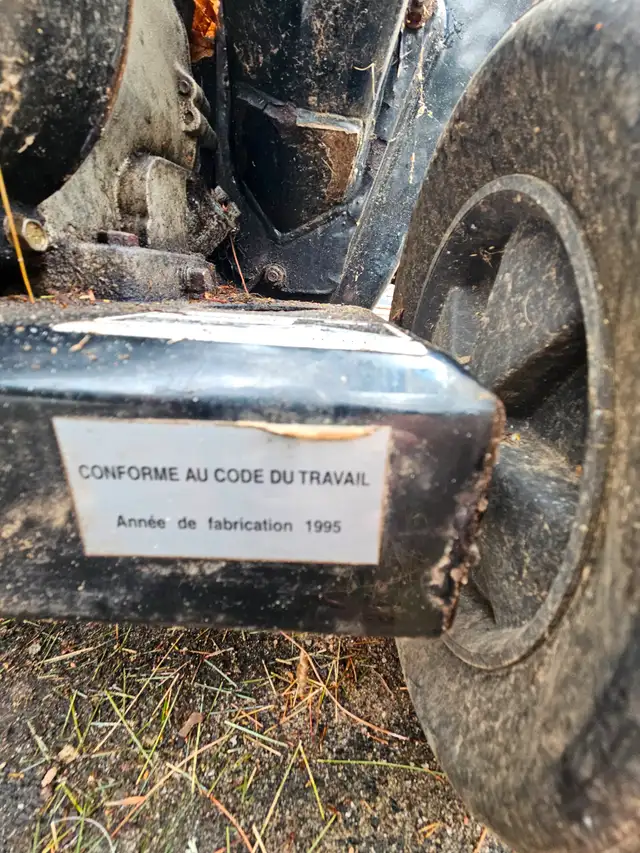 CONFORME AU CODE DU TRAVAIL
Année de fabrication 1995